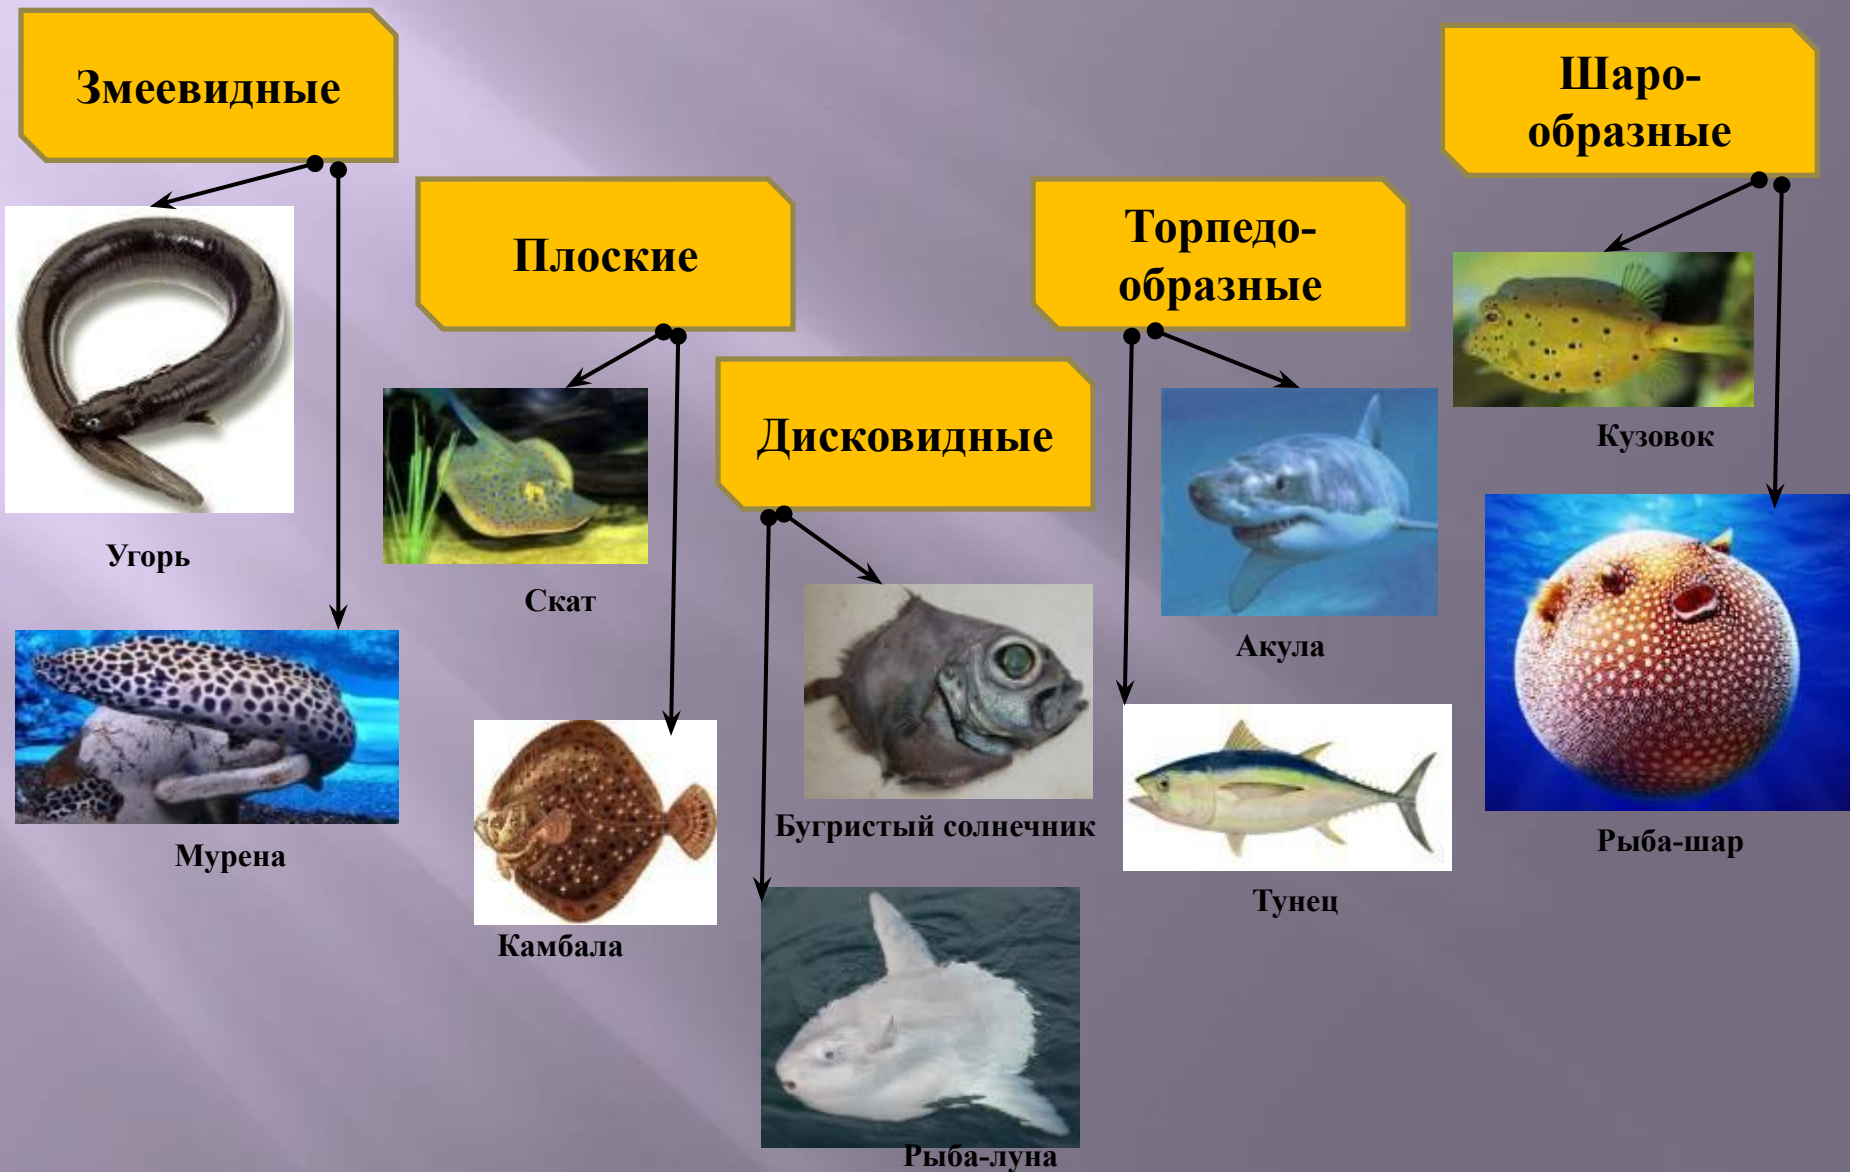 Змеевидные
Угорь
Мурена
Плоские
Скат
Камбала
Дисковидные
Бугристый солнечник
Рыба-луна
Торпедо-
образные
Акула
Тунец
Шаро-
образные
Кузовок
Рыба-шар